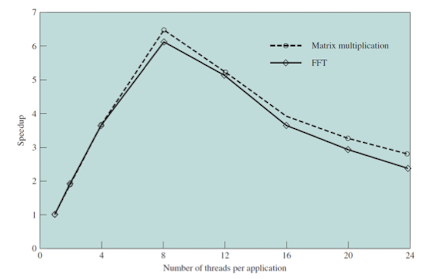 7
6
5
4
3
2
1
0
Speedup
Matrix multiplication
FFT
0 4 8 12 16 20 24
Number of threads per application